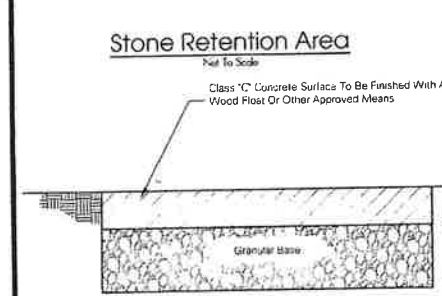 Stone Retention Area
Not To Scale
Class "C" Concrete Surface To Be Finished With A
Wood Float Or Other Approved Means
Granular Base